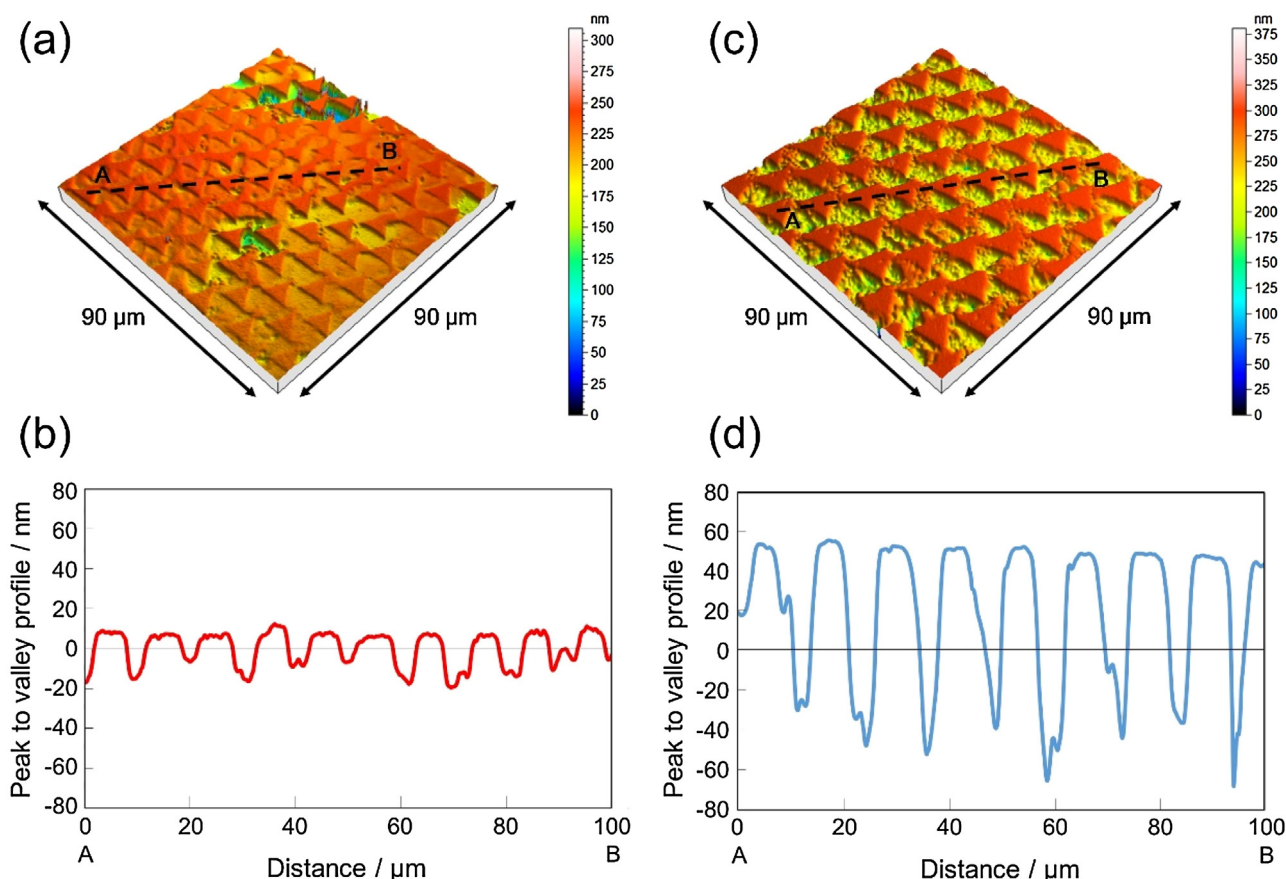 (a)
nm
300
275
250
225
200
175
150
125
100
75
50
25
0
A
B
90 µm
90 µm
(c)
nm
375
350
325
300
275
250
225
200
175
150
125
100
75
50
25
0
A
B
90 µm
90 µm
(b)
Peak to valley profile / nm
80
60
40
20
0
-20
-40
-60
-80
0 20 40 60 80 100
A B
Distance / µm
(d)
Peak to valley profile / nm
80
60
40
20
0
-20
-40
-60
-80
0 20 40 60 80 100
A B
Distance / µm